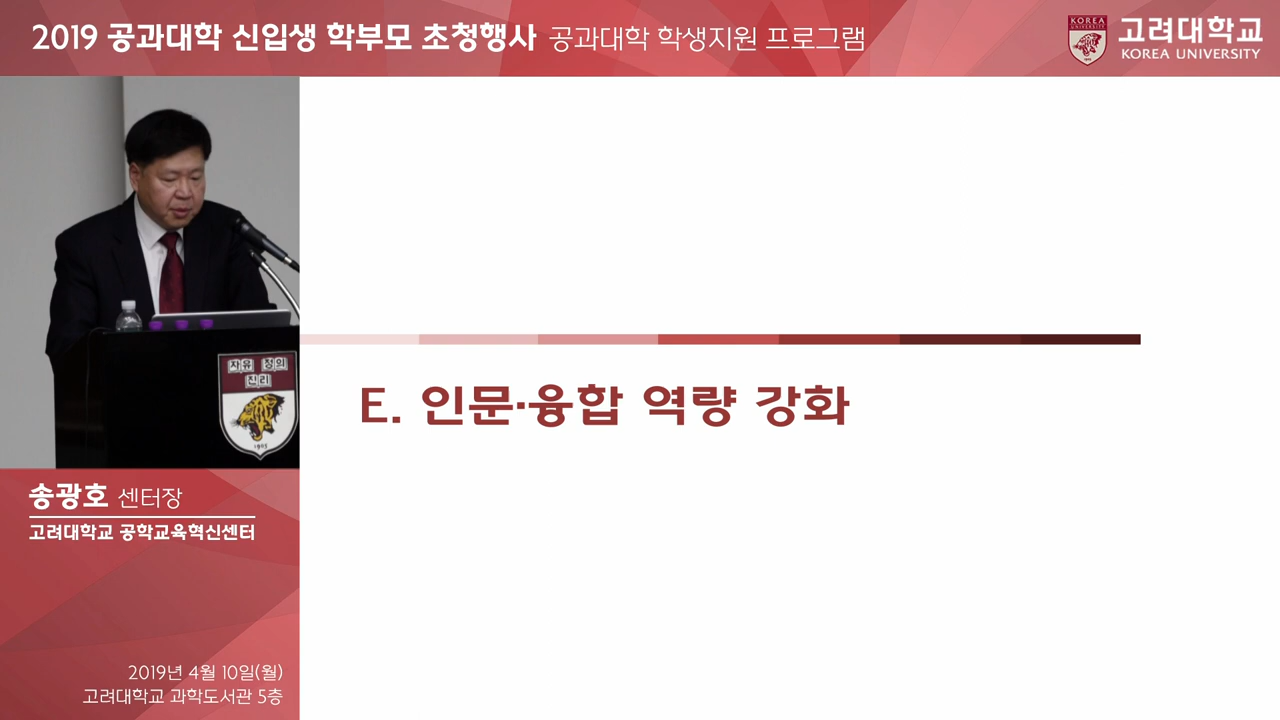 2019 공과대학 신입생 학부모 초청행사 공과대학 학생지원 프로그램
KOREA
UNIVERSITY
1905
고려대학교
KOREA UNIVERSITY
자유 정의
진리
1905
E. 인문·융합 역량 강화
송광호 센터장
고려대학교 공학교육혁신센터
2019년 4월 10일(월)
고려대학교 과학도서관 5층